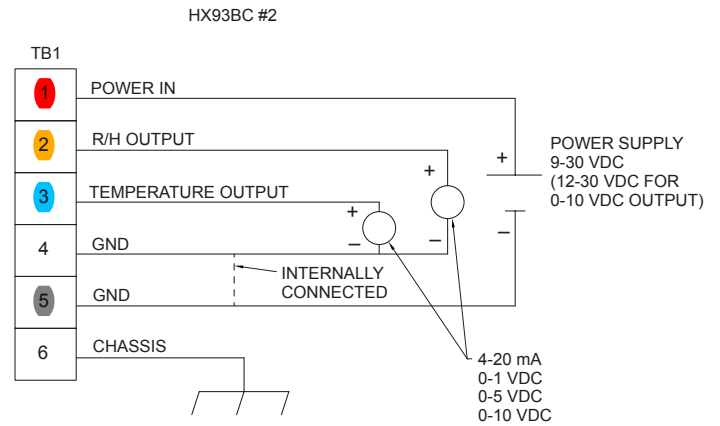 HX93BC #2
TB1
1
POWER IN
2
R/H OUTPUT
3
TEMPERATURE OUTPUT
4
GND
5
GND
6
CHASSIS
INTERNALLY
CONNECTED
+
–
+
–
+
–
POWER SUPPLY
9-30 VDC
(12-30 VDC FOR
0-10 VDC OUTPUT)
4-20 mA
0-1 VDC
0-5 VDC
0-10 VDC